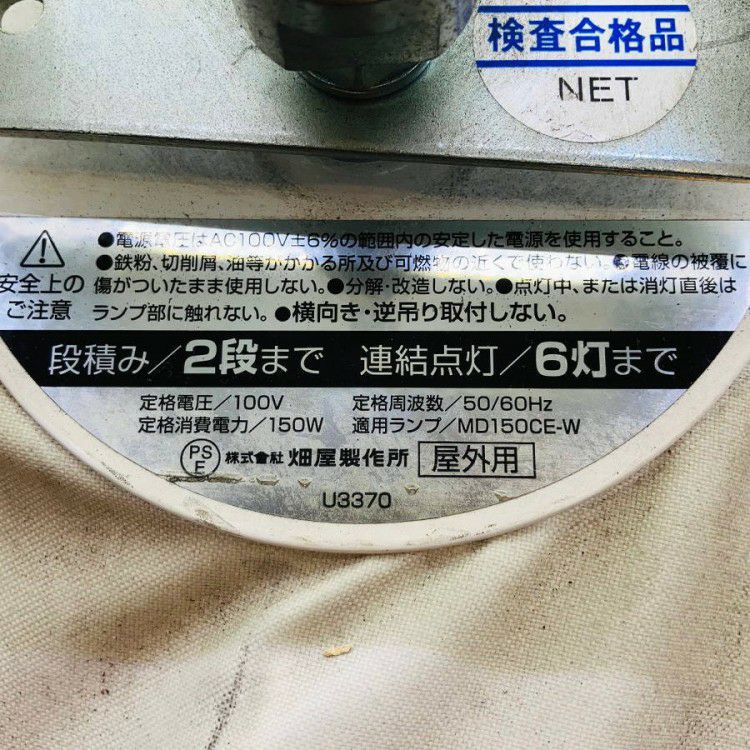 検査合格品
NET
●電源電圧はAC100V±6%の範囲内の安定した電源を使用すること。
●鉄粉、切削屑、油等がかかる所及び可燃物の近くで使わない。●電線の被覆に
安全上の 傷がついたまま使用しない。●分解・改造しない。●点灯中、または消灯直後は
ご注意 ランプ部に触れない。●横向き・逆吊り取付しない。
段積み/2段まで 連結点灯/6灯まで
定格電圧/100V 定格周波数/50/60Hz
定格消費電力/150W 適用ランプ/MD150CE-W
PSE 株式會社 畑屋製作所 屋外用
U3370